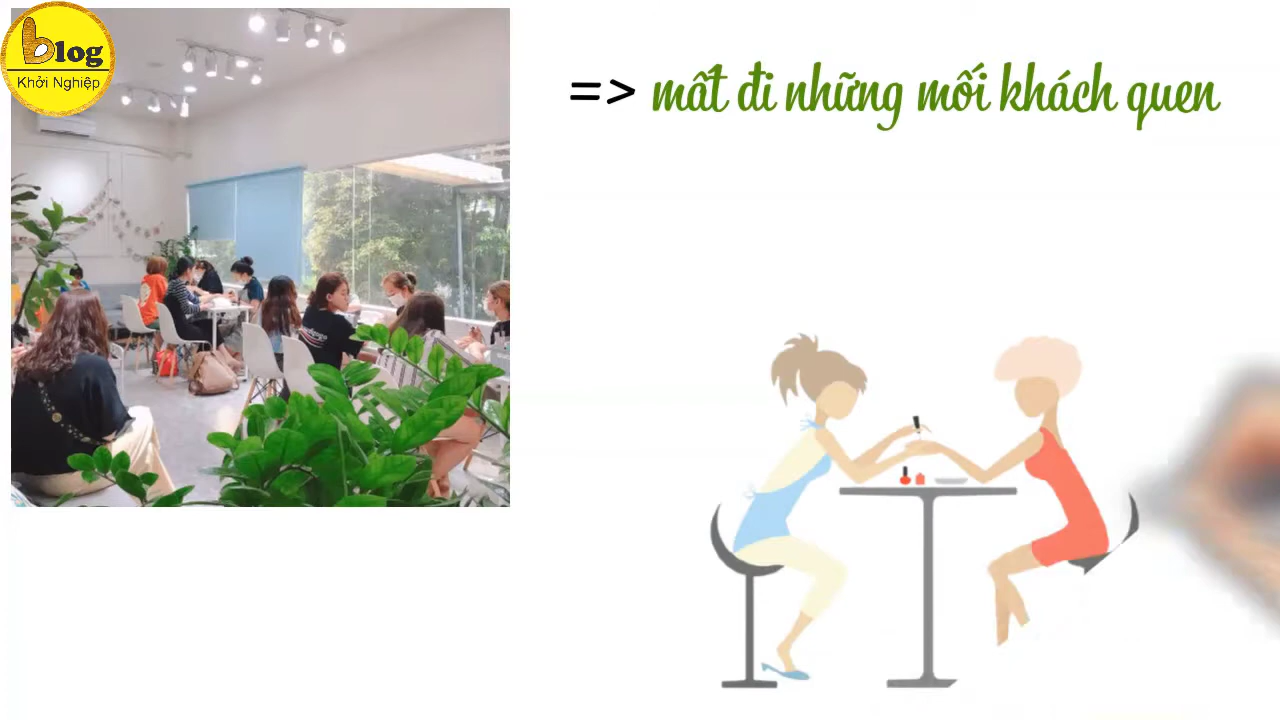 blog
Khởi Nghiệp
=> mất đi những mối khách quen